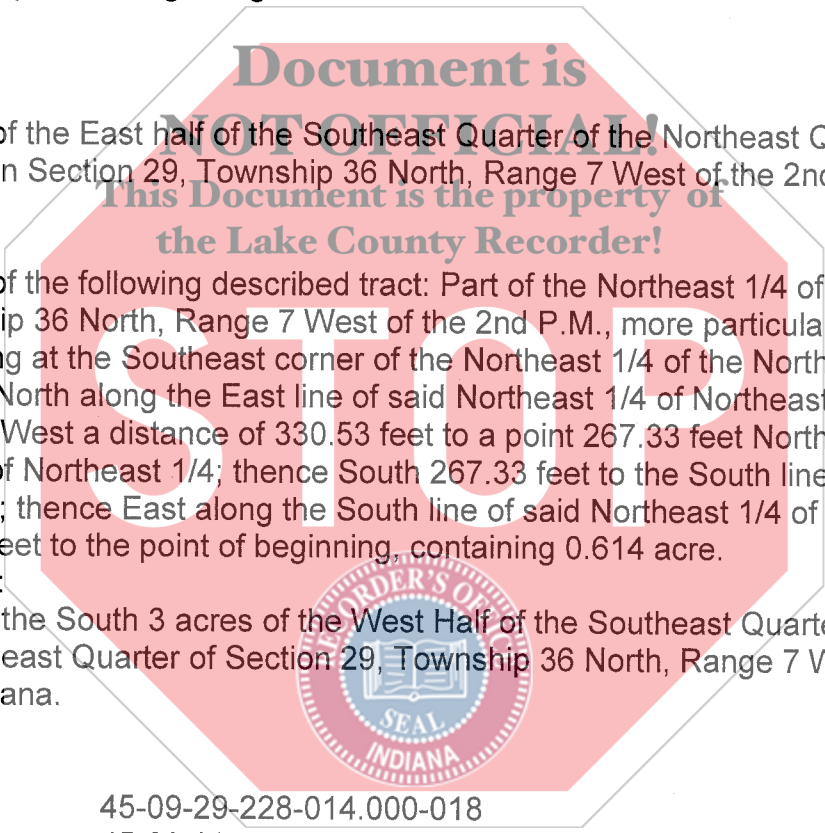 Document is
NOT OFFICIAL!
This Document is the property of
the Lake County Recorder!
STOP
of the East half of the Southeast Quarter of the Northeast
n Section 29, Township 36 North, Range 7 West of the 2nd
of the following described tract: Part of the Northeast 1/4 of
ip 36 North, Range 7 West of the 2nd P.M., more particula
g at the Southeast corner of the Northeast 1/4 of the North
North along the East line of said Northeast 1/4 of Northeast
West a distance of 330.53 feet to a point 267.33 feet North
of Northeast 1/4; thence South 267.33 feet to the South line
; thence East along the South line of said Northeast 1/4 of
eet to the point of beginning, containing 0.614 acre.
the South 3 acres of the West Half of the Southeast Quarte
east Quarter of Section 29, Township 36 North, Range 7 W
ana.
RECORDER'S OFFICE
SEAL
INDIANA
45-09-29-228-014.000-018